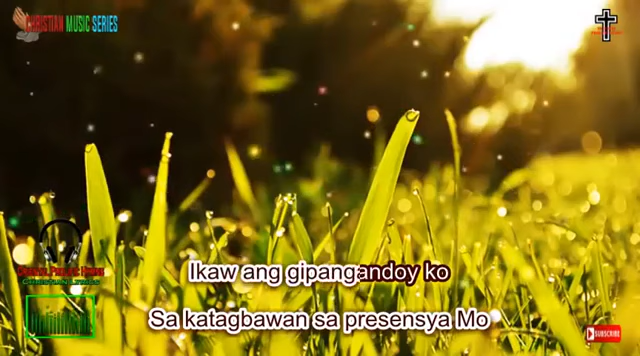 CHRISTIAN MUSIC SERIES
Ikaw ang gipangandoy ko
Sa katagbawan sa presensya Mo
SUBSCRIBE